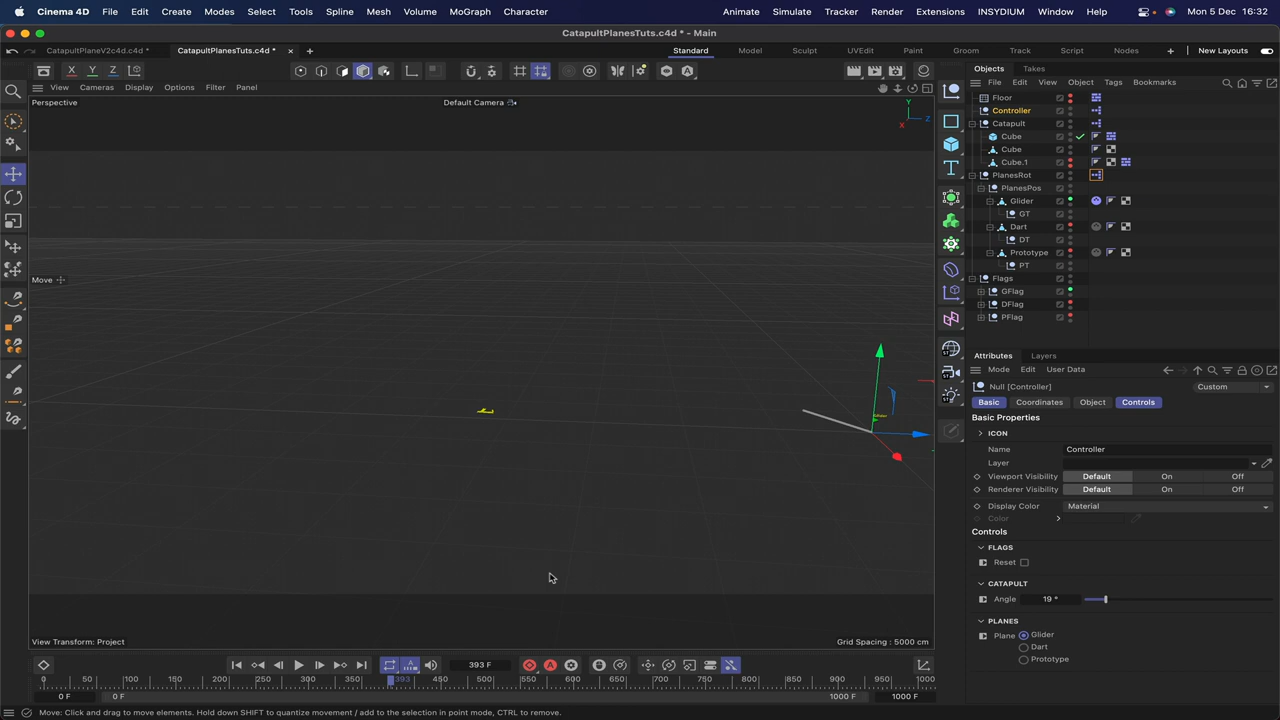 Cinema 4D File Edit Create Modes Select Tools Spline Mesh Volume MoGraph Character Animate Simulate Tracker Render Extensions INSYDIUM Window Help Mon 5 Dec 16:32
CatapultPlanesTuts.c4d * - Main
CatapultPlaneV2c4d.c4d * CatapultPlanesTuts.c4d * Standard Model Sculpt UVEdit Paint Groom Track Script Nodes New Layouts
X Y Z
Objects Takes
View Cameras Display Options Filter Panel
File Edit View Object Tags Bookmarks
Perspective
Default Camera
Y
X Z
Floor
Controller
Catapult
Cube
Cube
Cube.1
PlanesRot
PlanesPos
Glider
GT
Dart
DT
Prototype
PT
Flags
GFlag
DFlag
PFlag
Move
Attributes Layers
Mode Edit User Data
Null [Controller] Custom
Basic Coordinates Object Controls
Basic Properties
ICON
Name Controller
Layer
Viewport Visibility Default On Off
Renderer Visibility Default On Off
Display Color Material
Color
Controls
FLAGS
Reset
CATAPULT
Angle 19 °
PLANES
Plane Glider
Dart
Prototype
View Transform: Project
Grid Spacing : 5000 cm
393 F
0 50 100 150 200 250 300 350 393 450 500 550 600 650 700 750 800 850 900 950 1000
0 F 0 F 1000 F 1000 F
Move: Click and drag to move elements. Hold down SHIFT to quantize movement / add to the selection in point mode, CTRL to remove.